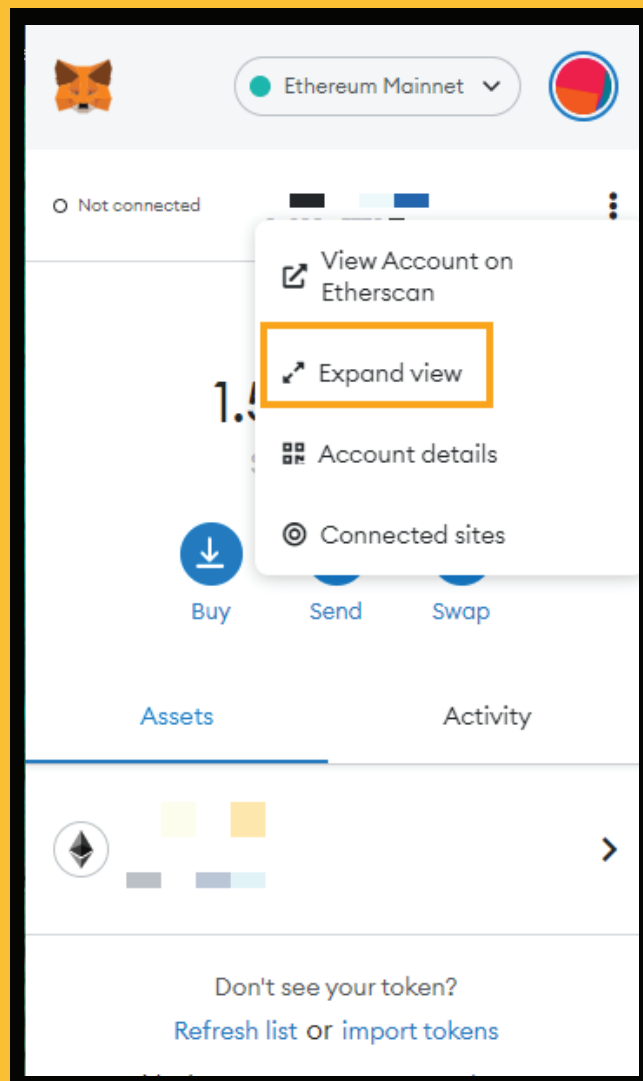 Ethereum Mainnet
Not connected
View Account on
Etherscan
Expand view
1.
Account details
Connected sites
Buy
Send
Swap
Assets
Activity
Don't see your token?
Refresh list or import tokens